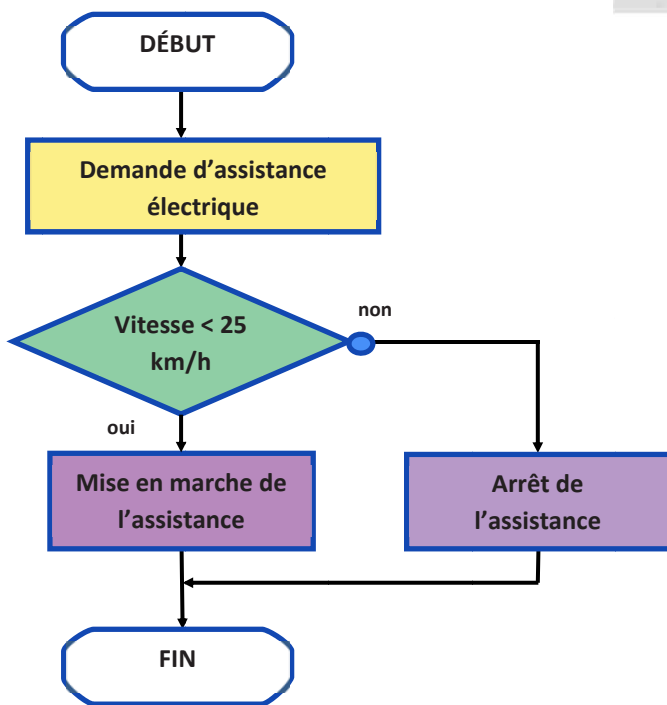 DÉBUT
Demande d’assistance
électrique
Vitesse < 25
km/h
non
oui
Mise en marche de
l’assistance
Arrêt de
l’assistance
FIN